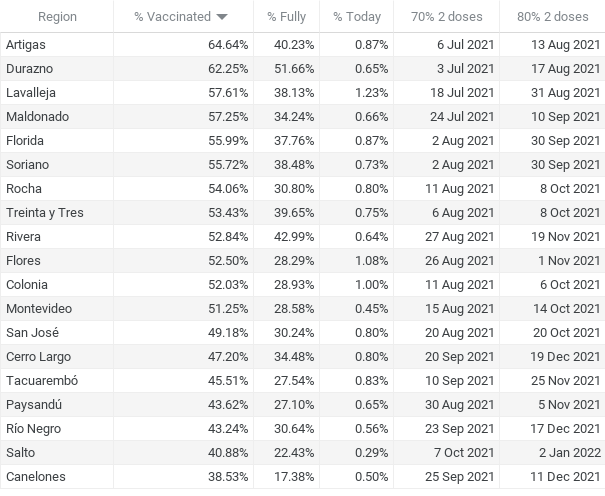 Region % Vaccinated % Fully % Today 70% 2 doses 80% 2 doses
Artigas 64.64% 40.23% 0.87% 6 Jul 2021 13 Aug 2021
Durazno 62.25% 51.66% 0.65% 3 Jul 2021 17 Aug 2021
Lavalleja 57.61% 38.13% 1.23% 18 Jul 2021 31 Aug 2021
Maldonado 57.25% 34.24% 0.66% 24 Jul 2021 10 Sep 2021
Florida 55.99% 37.76% 0.87% 2 Aug 2021 30 Sep 2021
Soriano 55.72% 38.48% 0.73% 2 Aug 2021 30 Sep 2021
Rocha 54.06% 30.80% 0.80% 11 Aug 2021 8 Oct 2021
Treinta y Tres 53.43% 39.65% 0.75% 6 Aug 2021 8 Oct 2021
Rivera 52.84% 42.99% 0.64% 27 Aug 2021 19 Nov 2021
Flores 52.50% 28.29% 1.08% 26 Aug 2021 1 Nov 2021
Colonia 52.03% 28.93% 1.00% 11 Aug 2021 6 Oct 2021
Montevideo 51.25% 28.58% 0.45% 15 Aug 2021 14 Oct 2021
San José 49.18% 30.24% 0.80% 20 Aug 2021 20 Oct 2021
Cerro Largo 47.20% 34.48% 0.80% 20 Sep 2021 19 Dec 2021
Tacuarembó 45.51% 27.54% 0.83% 10 Sep 2021 25 Nov 2021
Paysandú 43.62% 27.10% 0.65% 30 Aug 2021 5 Nov 2021
Río Negro 43.24% 30.64% 0.56% 23 Sep 2021 17 Dec 2021
Salto 40.88% 22.43% 0.29% 7 Oct 2021 2 Jan 2022
Canelones 38.53% 17.38% 0.50% 25 Sep 2021 11 Dec 2021